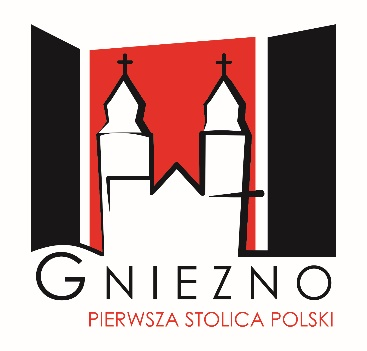 GNIEZNO
PIERWSZA STOLICA POLSKI